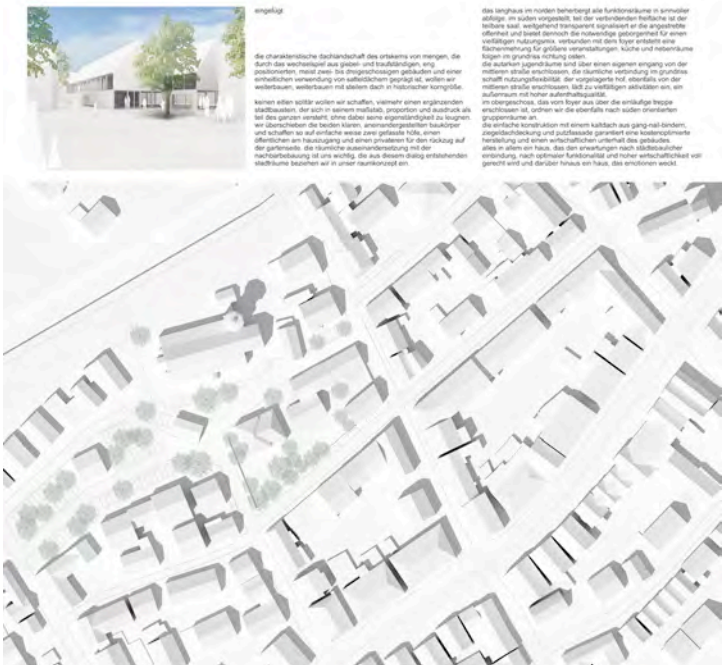 eingefügt
die charakteristische dachlandschaft des ortskerns von mengen, die
durch das wechselspiel aus giebel- und traufständigen, eng
positionierten, meist zwei- bis dreigeschossigen gebäuden und einer
einheitlichen verwendung von satteldächern geprägt ist, wollen wir
weiterbauen, weiterbauen mit steilem dach in historischer korngröße.
keinen edlen solitär wollen wir schaffen, vielmehr einen ergänzenden
stadtbaustein, der sich in seinem maßstab, proportion und ausdruck als
teil des ganzen versteht, ohne dabei seine eigenständigkeit zu leugnen.
wir überschieben die beiden klaren, aneinandergestellten baukörper
und schaffen so auf einfache weise zwei gefasste höfe, einen
öffentlichen am hauszugang und einen privateren für den rückzug auf
der gartenseite. die räumliche auseinandersetzung mit der
nachbarbebauung ist uns wichtig, die aus diesem dialog entstehenden
stadträume beziehen wir in unser raumkonzept ein.
das langhaus im norden beherbergt alle funktionsräume in sinnvoller
abfolge. im süden vorgestellt, teil der verbindenden freifläche ist der
teilbare saal. weitgehend transparent signalisiert er die angestrebte
offenheit und bietet dennoch die notwendige geborgenheit für einen
vielfältigen nutzungsmix. verbunden mit dem foyer entsteht eine
flächenmehrung für größere veranstaltungen. küche und nebenräume
folgen im grundriss richtung osten.
die autarken jugendräume sind über einen eigenen eingang von der
mittleren straße erschlossen, die räumliche verbindung im grundriss
schafft nutzungsflexibilität. der vorgelagerte hof, ebenfalls von der
mittleren straße erschlossen, lädt zu vielfältigen aktivitäten ein, ein
außenraum mit hoher aufenthaltsqualität.
im obergeschoss, das vom foyer aus über die einläufige treppe
erschlossen ist, ordnen wir die ebenfalls nach süden orientierten
gruppenräume an.
die einfache konstruktion mit einem kaltdach aus gang-nail-bindern,
ziegeldachdeckung und putzfassade garantiert eine kostenoptimierte
herstellung und einen wirtschaftlichen unterhalt des gebäudes.
alles in allem ein haus, das den erwartungen nach städtebaulicher
einbindung, nach optimaler funktionalität und hoher wirtschaftlichkeit voll
gerecht wird und darüber hinaus ein haus, das emotionen weckt.